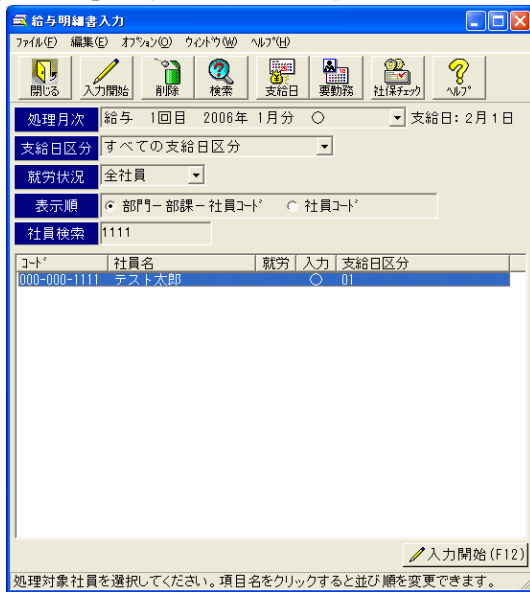 給与明細書入力
ﾌｧｲﾙ(F) 編集(E) ｵﾌﾟｼｮﾝ(O) ｳｨﾝﾄﾞｳ(W) ﾍﾙﾌﾟ(H)
閉じる 入力開始 削除 検索 支給日 要勤務 社保ﾁｪｯｸ ﾍﾙﾌﾟ
処理月次 給与 1回目 2006年 1月分 ○ 支給日:2月1日
支給日区分 すべての支給日区分
就労状況 全社員
表示順 部門－部課－社員ｺｰﾄﾞ 社員ｺｰﾄﾞ
社員検索 1111
ｺｰﾄﾞ 社員名 就労 入力 支給日区分
000-000-1111 テスト太郎 ○ 01
入力開始(F12)
処理対象社員を選択してください。項目名をクリックすると並び順を変更できます。